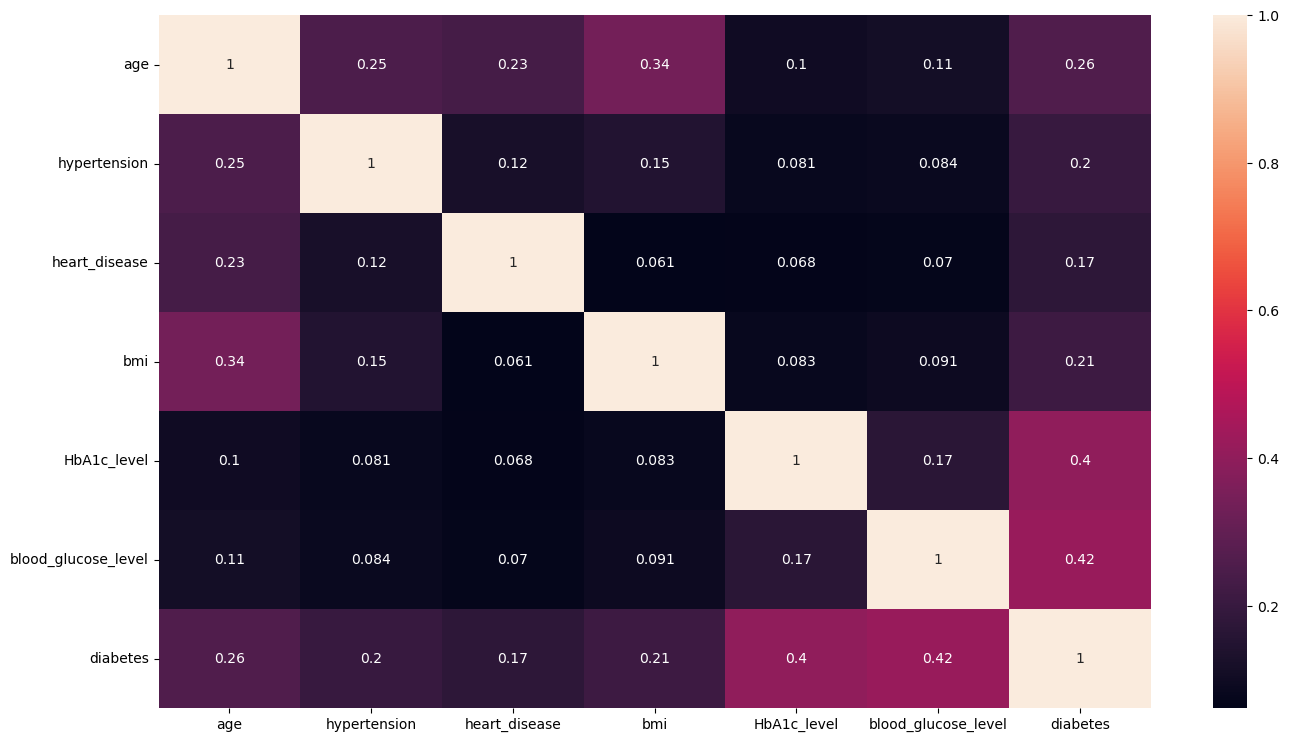 age 1 0.25 0.23 0.34 0.1 0.11 0.26
hypertension 0.25 1 0.12 0.15 0.081 0.084 0.2
heart_disease 0.23 0.12 1 0.061 0.068 0.07 0.17
bmi 0.34 0.15 0.061 1 0.083 0.091 0.21
HbA1c_level 0.1 0.081 0.068 0.083 1 0.17 0.4
blood_glucose_level 0.11 0.084 0.07 0.091 0.17 1 0.42
diabetes 0.26 0.2 0.17 0.21 0.4 0.42 1
age hypertension heart_disease bmi HbA1c_level blood_glucose_level diabetes
1.0
0.8
0.6
0.4
0.2